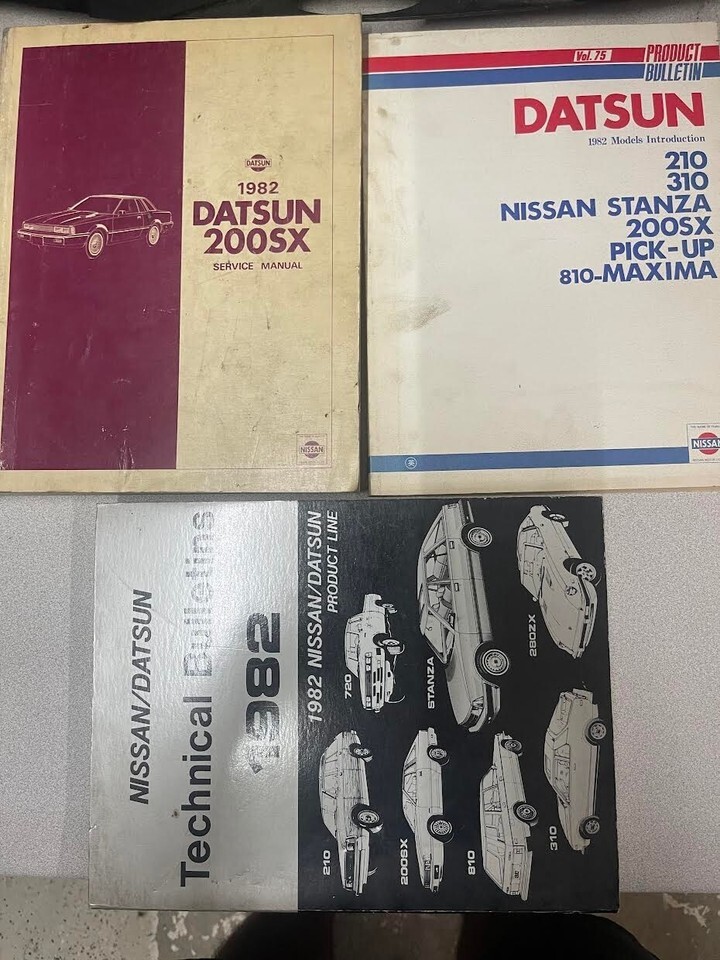 DATSUN
1982
DATSUN
200SX
SERVICE MANUAL
NISSAN
Vol. 75
PRODUCT
BULLETIN
DATSUN
1982 Models Introduction
210
310
NISSAN STANZA
200SX
PICK-UP
810-MAXIMA
NISSAN
NISSAN/DATSUN
Technical Bulletins
1982
1982 NISSAN/DATSUN
PRODUCT LINE
720
STANZA
280ZX
210
200SX
810
310